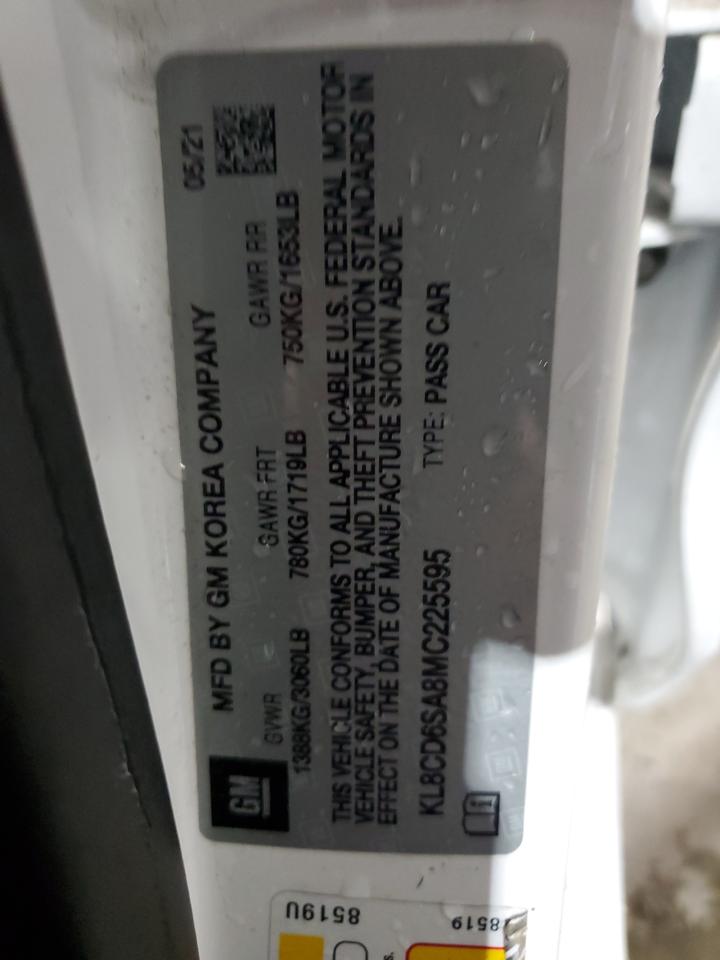 GM
MFD BY GM KOREA COMPANY 05/21
GVWR GAWR FRT GAWR RR
1388KG/3060LB 780KG/1719LB 750KG/1653LB
THIS VEHICLE CONFORMS TO ALL APPLICABLE U.S. FEDERAL MOTOR
VEHICLE SAFETY, BUMPER, AND THEFT PREVENTION STANDARDS IN
EFFECT ON THE DATE OF MANUFACTURE SHOWN ABOVE.
KL8CD6SA8MC225595 TYPE: PASS CAR
8519U
8519